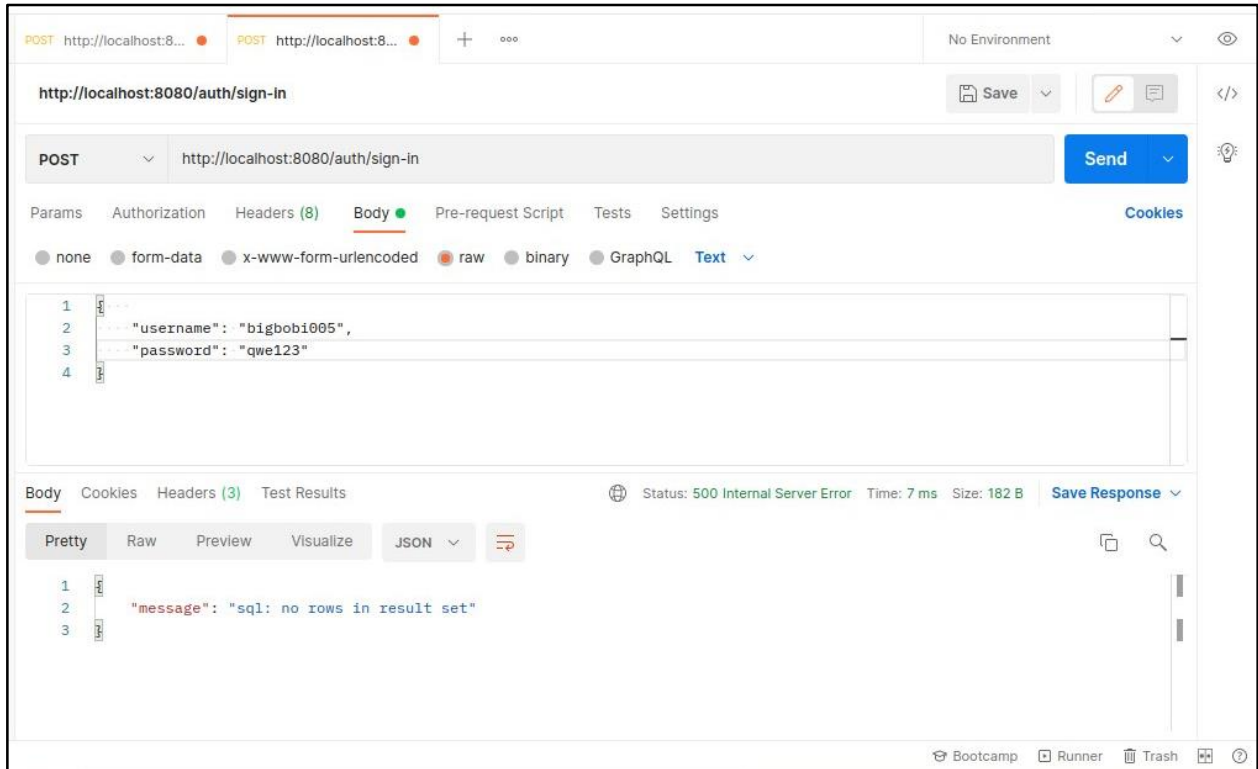 POST http://localhost:8... POST http://localhost:8... No Environment
http://localhost:8080/auth/sign-in Save
POST http://localhost:8080/auth/sign-in Send
Params Authorization Headers (8) Body Pre-request Script Tests Settings Cookies
none form-data x-www-form-urlencoded raw binary GraphQL Text
1 {
2 "username": "bigbobi005",
3 "password": "qwe123"
4 }
Body Cookies Headers (3) Test Results Status: 500 Internal Server Error Time: 7 ms Size: 182 B Save Response
Pretty Raw Preview Visualize JSON
1 {
2 "message": "sql: no rows in result set"
3 }
Bootcamp Runner Trash